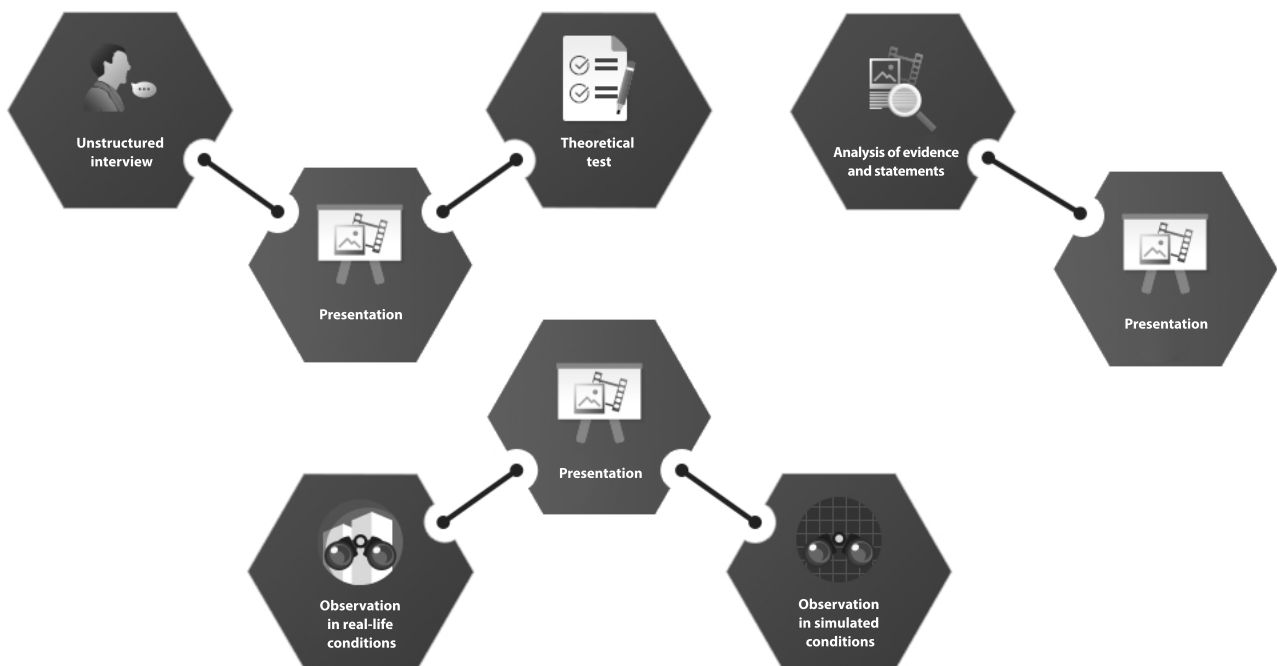 Unstructured
interview
Theoretical
test
Analysis of evidence
and statements
Presentation
Presentation
Presentation
Observation
in real-life
conditions
Observation
in simulated
conditions